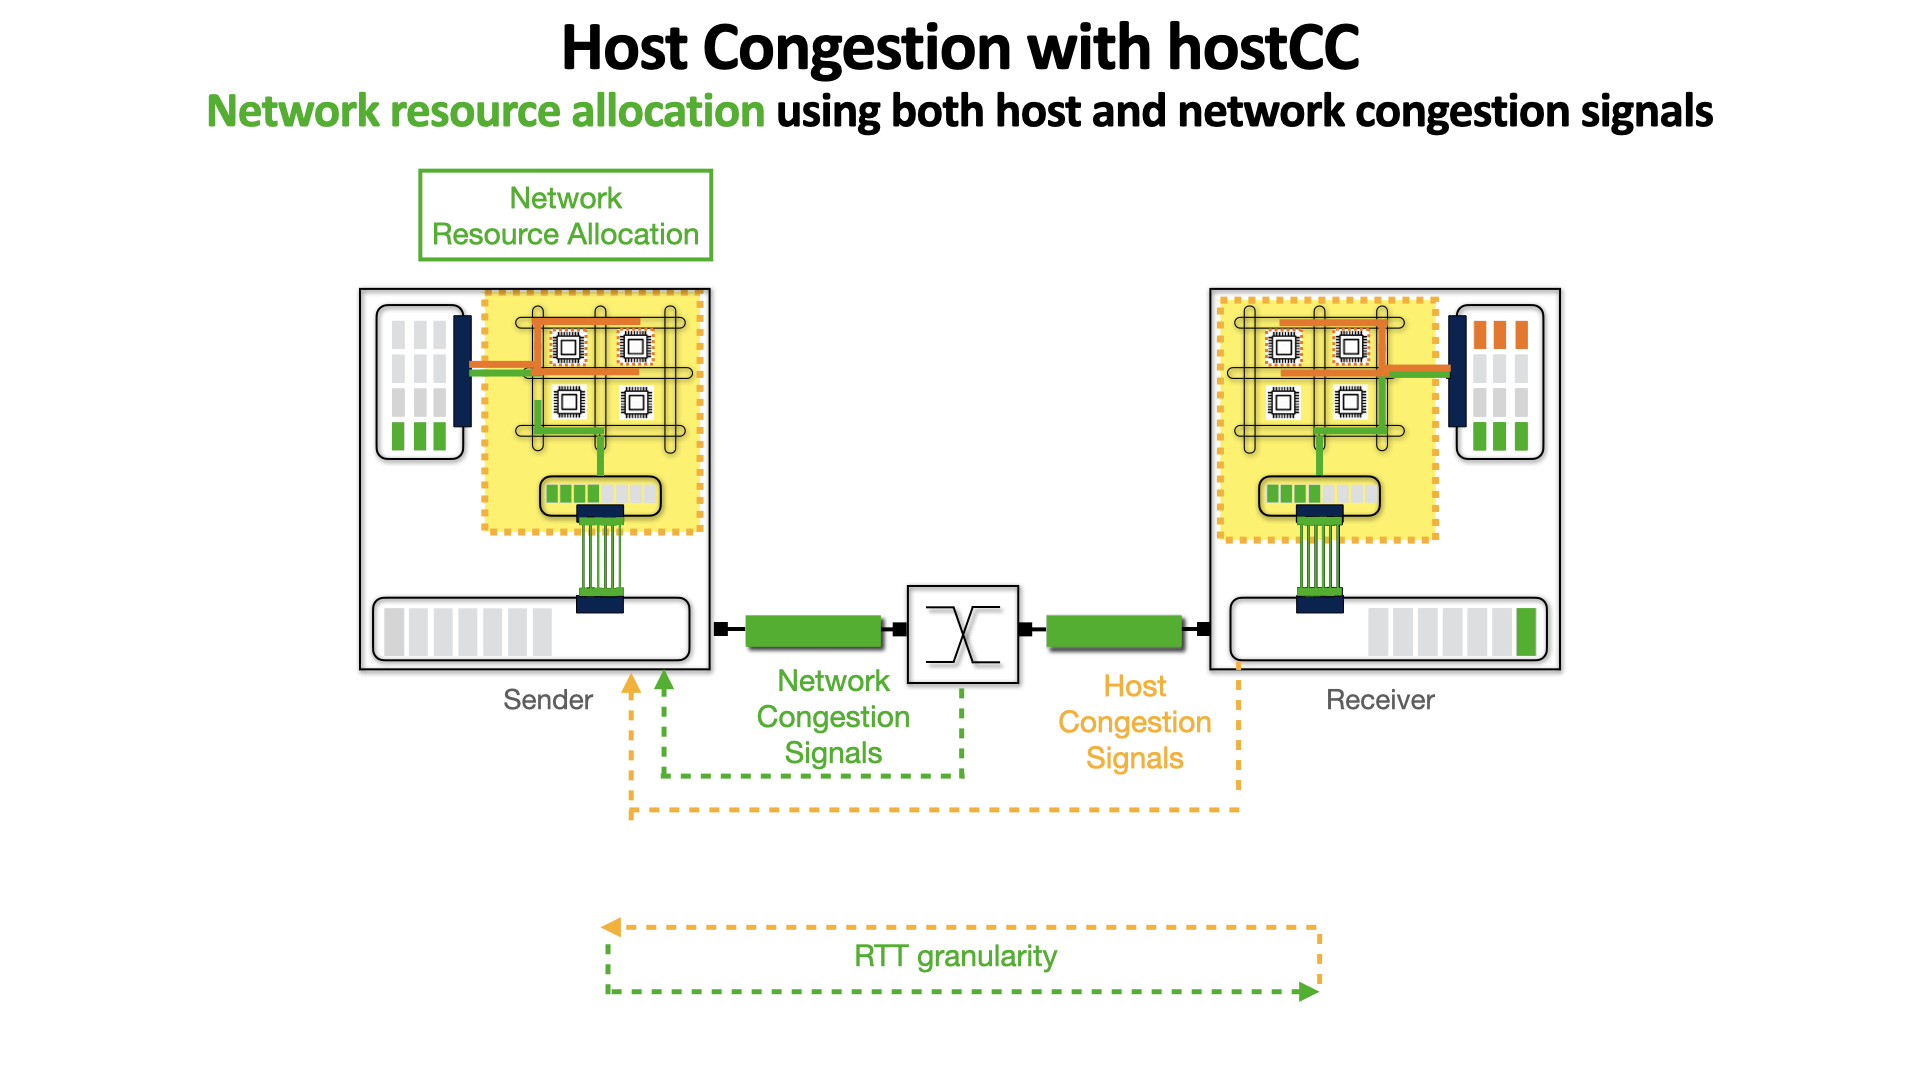 Host Congestion with hostCC
Network resource allocation using both host and network congestion signals
Network
Resource Allocation
Sender
Network
Congestion
Signals
Host
Congestion
Signals
Receiver
RTT granularity